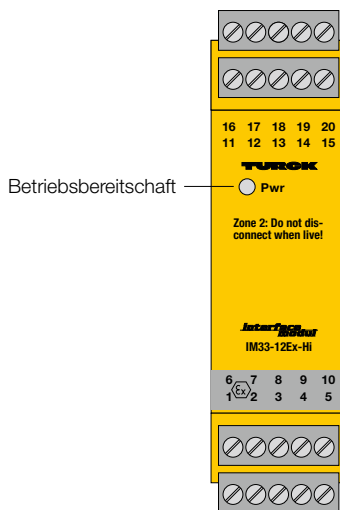 16 17 18 19 20
11 12 13 14 15
TURCK
Betriebsbereitschaft
Pwr
Zone 2: Do not dis-
connect when live!
Interface
Modul
IM33-12Ex-Hi
6 7 8 9 10
Ex
1 2 3 4 5